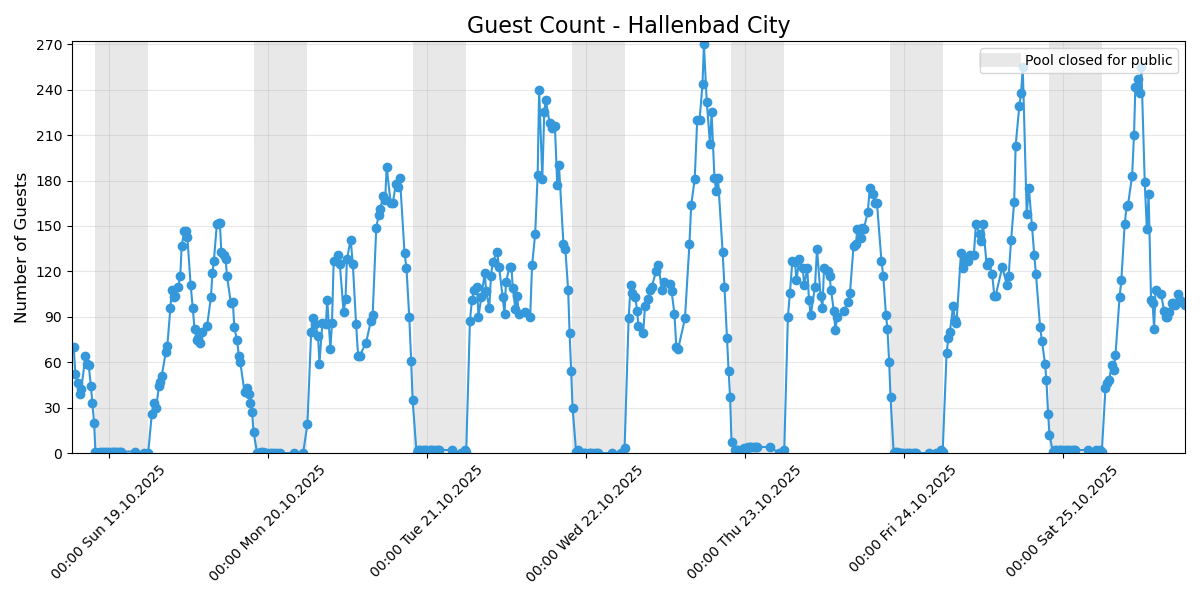 Guest Count - Hallenbad City
Number of Guests
270
240
210
180
150
120
90
60
30
0
Pool closed for public
00:00 Sun 19.10.2025
00:00 Mon 20.10.2025
00:00 Tue 21.10.2025
00:00 Wed 22.10.2025
00:00 Thu 23.10.2025
00:00 Fri 24.10.2025
00:00 Sat 25.10.2025